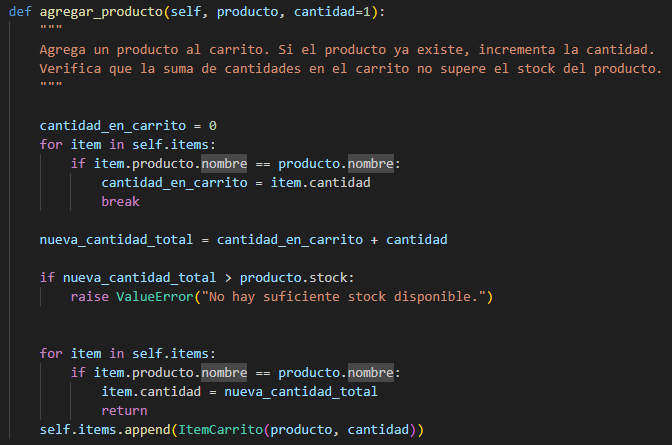 def agregar_producto(self, producto, cantidad=1):
"""
Agrega un producto al carrito. Si el producto ya existe, incrementa la cantidad.
Verifica que la suma de cantidades en el carrito no supere el stock del producto.
"""
cantidad_en_carrito = 0
for item in self.items:
if item.producto.nombre == producto.nombre:
cantidad_en_carrito = item.cantidad
break
nueva_cantidad_total = cantidad_en_carrito + cantidad
if nueva_cantidad_total > producto.stock:
raise ValueError("No hay suficiente stock disponible.")
for item in self.items:
if item.producto.nombre == producto.nombre:
item.cantidad = nueva_cantidad_total
return
self.items.append(ItemCarrito(producto, cantidad))